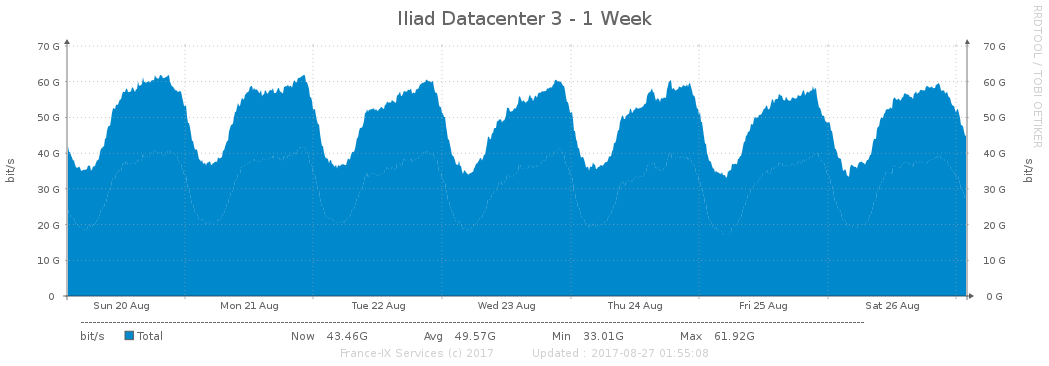 Iliad Datacenter 3 - 1 Week
RRDTOOL / TOBI OETIKER
70 G 70 G
60 G 60 G
50 G 50 G
40 G 40 G
30 G 30 G
20 G 20 G
10 G 10 G
0 0 G
bit/s
bit/s
Sun 20 Aug Mon 21 Aug Tue 22 Aug Wed 23 Aug Thu 24 Aug Fri 25 Aug Sat 26 Aug
bit/s Total Now 43.46G Avg 49.57G Min 33.01G Max 61.92G
France-IX Services (c) 2017 Updated : 2017-08-27 01:55:08